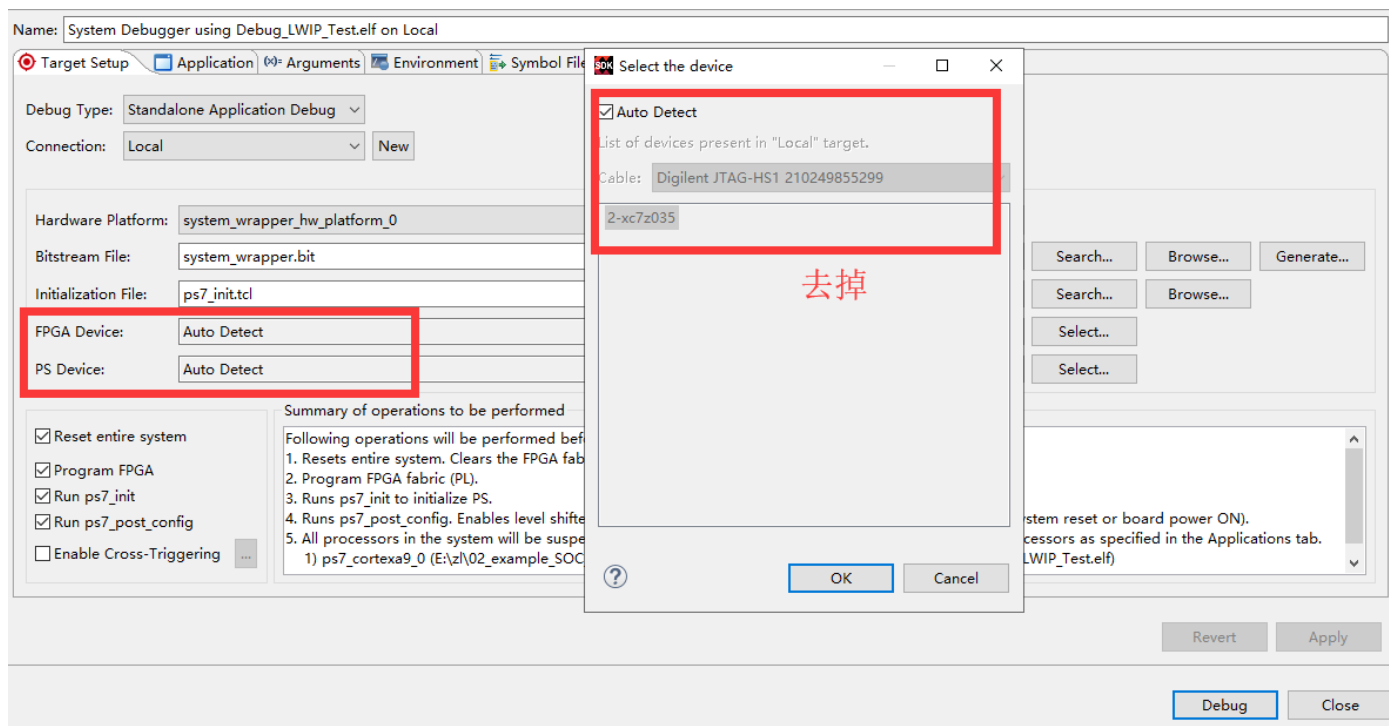 Name: System Debugger using Debug_LWIP_Test.elf on Local
Target Setup Application (x)= Arguments Environment Symbol File
Debug Type: Standalone Application Debug
Connection: Local New
Hardware Platform: system_wrapper_hw_platform_0
Bitstream File: system_wrapper.bit Search... Browse... Generate...
Initialization File: ps7_init.tcl Search... Browse...
FPGA Device: Auto Detect Select...
PS Device: Auto Detect Select...
Reset entire system
Program FPGA
Run ps7_init
Run ps7_post_config
Enable Cross-Triggering ...
Summary of operations to be performed
Following operations will be performed bef
1. Resets entire system. Clears the FPGA fab
2. Program FPGA fabric (PL).
3. Runs ps7_init to initialize PS.
4. Runs ps7_post_config. Enables level shifte
stem reset or board power ON).
5. All processors in the system will be suspe
cessors as specified in the Applications tab.
1) ps7_cortexa9_0 (E:\zl\02_example_SOC
LWIP_Test.elf)
SDK Select the device
Auto Detect
List of devices present in "Local" target.
Cable: Digilent JTAG-HS1 210249855299
2-xc7z035
去掉
? OK Cancel
Revert Apply
Debug Close